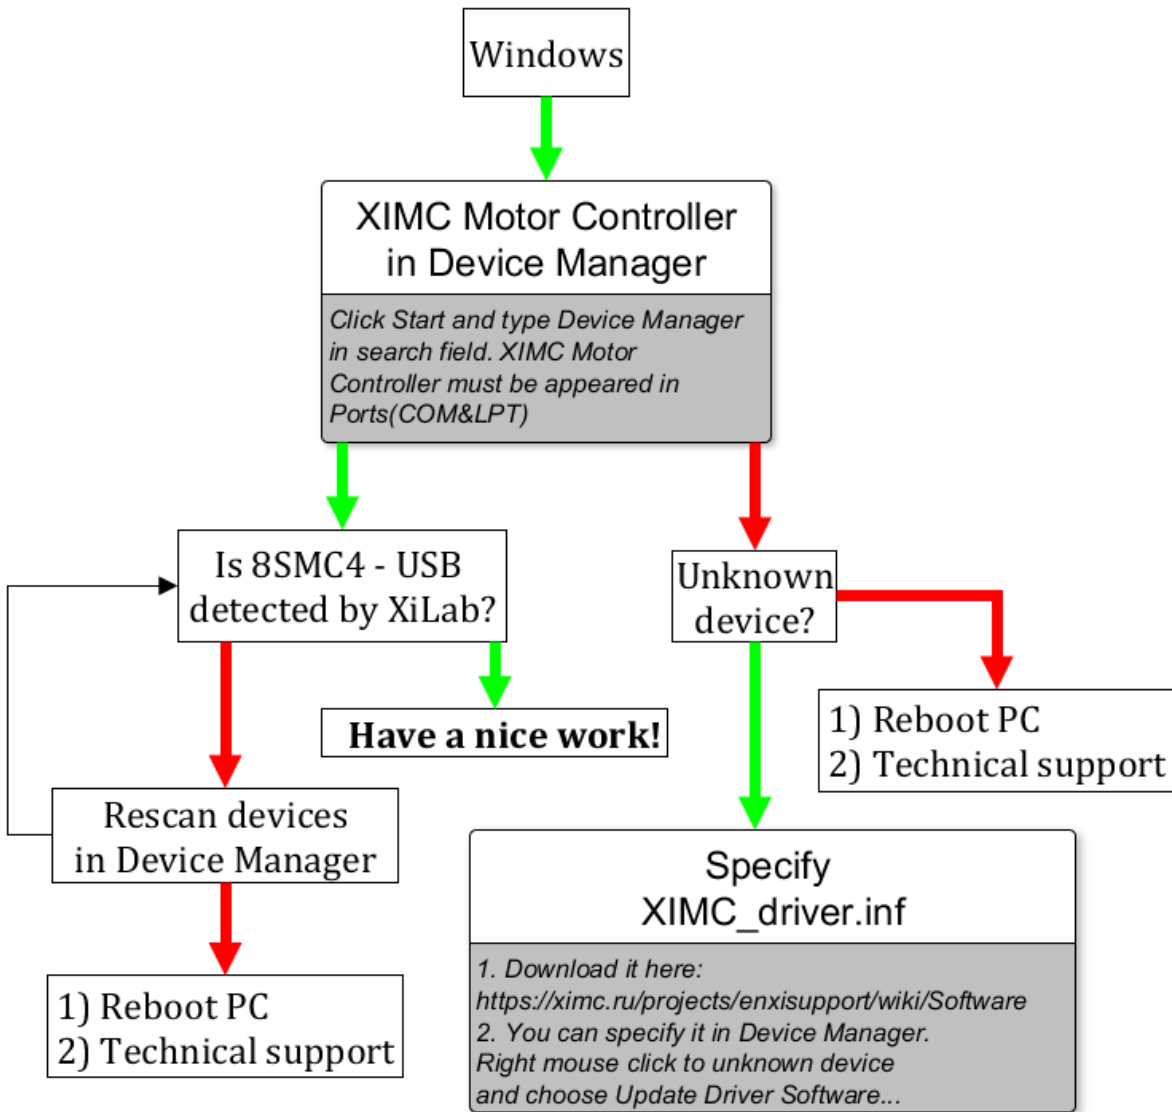 Windows
XIMC Motor Controller
in Device Manager
Click Start and type Device Manager
in search field. XIMC Motor
Controller must be appeared in
Ports(COM&LPT)
Is 8SMC4 - USB
detected by XiLab?
Unknown
device?
Have a nice work!
1) Reboot PC
2) Technical support
Rescan devices
in Device Manager
Specify
XIMC_driver.inf
1. Download it here:
https://ximc.ru/projects/enxisupport/wiki/Software
2. You can specify it in Device Manager.
Right mouse click to unknown device
and choose Update Driver Software...
1) Reboot PC
2) Technical support